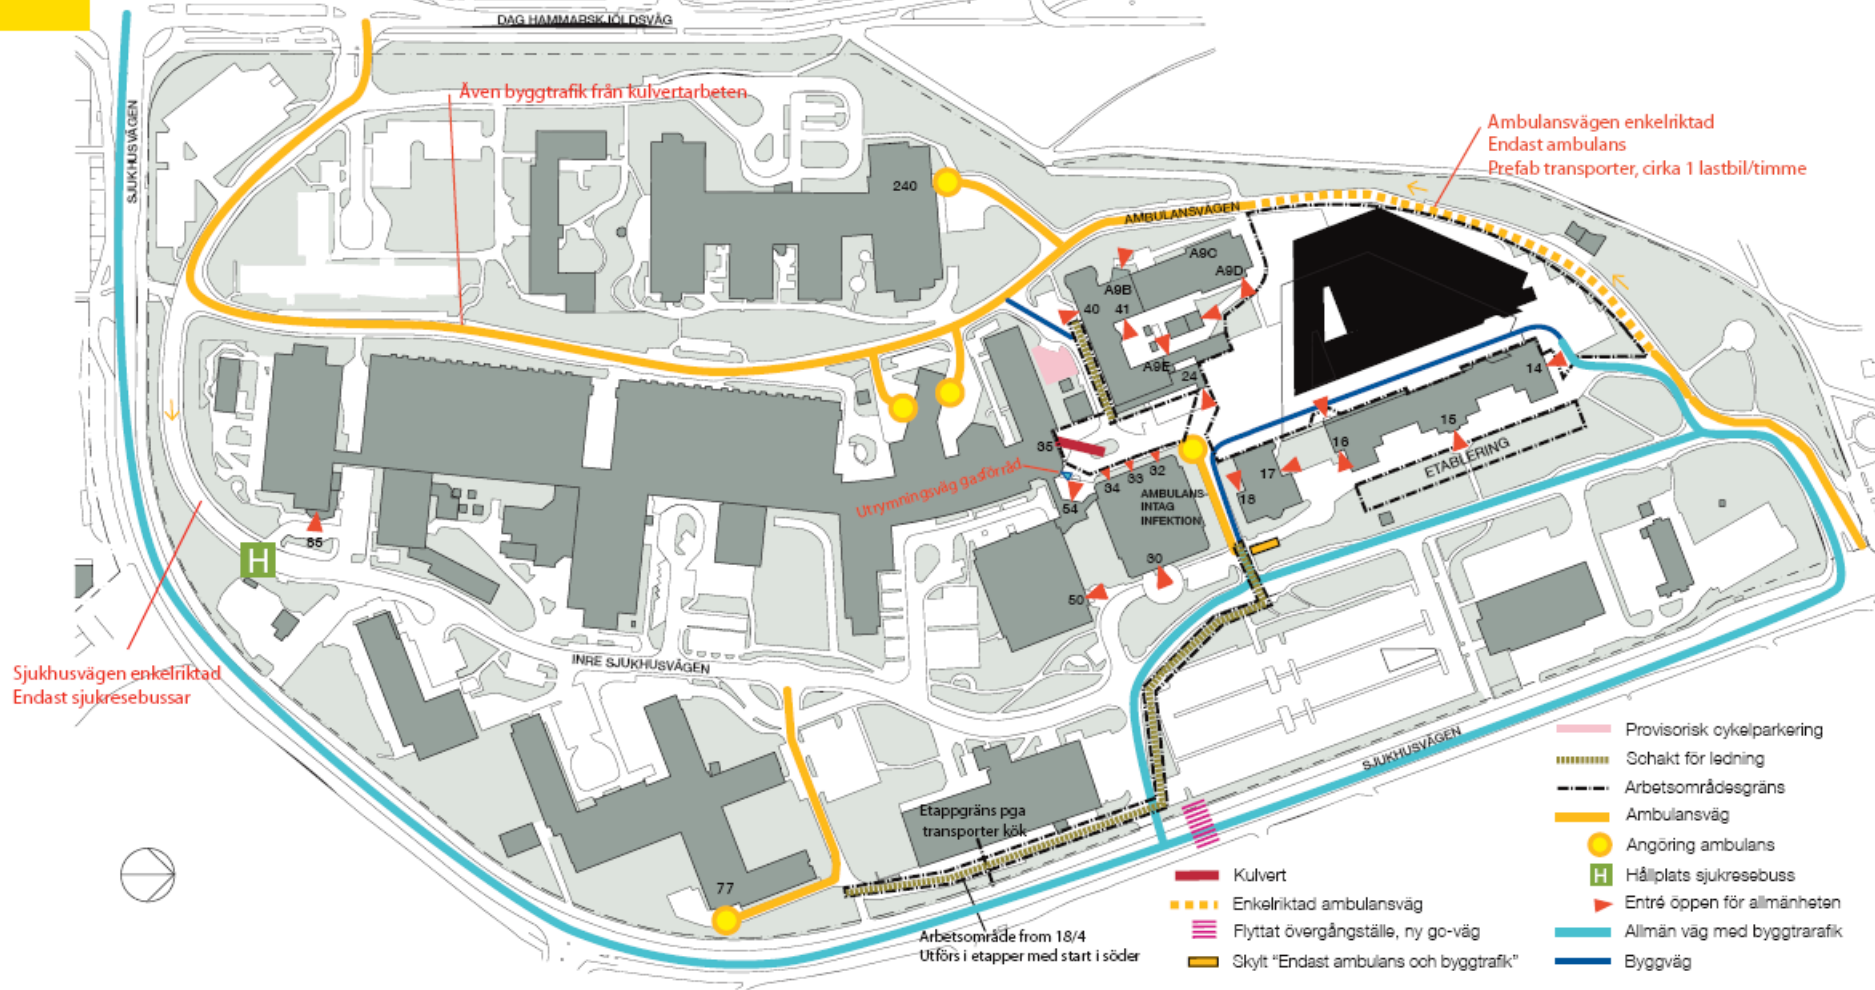 DAG HAMMARSKJÖLDSVÄG
SJUKHUSVÄGEN
Även byggtrafik från kulvertarbeten
Ambulansvägen enkelriktad
Endast ambulans
Prefab transporter, cirka 1 lastbil/timme
240
AMBULANSVÄGEN
A9C
A9D
A9B
40
41
A9E
24
14
15
16
ETABLERING
17
18
35
Utrymningsväg gasförråd
34
33
32
54
AMBULANS-
INTAG
INFEKTION
30
50
85
H
INRE SJUKHUSVÄGEN
Sjukhusvägen enkelriktad
Endast sjukresebussar
SJUKHUSVÄGEN
77
Etappgräns pga
transporter kök
Arbetsområde from 18/4
Utförs i etapper med start i söder
Kulvert
Enkelriktad ambulansväg
Flyttat övergångställe, ny gc-väg
Skylt "Endast ambulans och byggtrafik"
Provisorisk cykelparkering
Schakt för ledning
Arbetsområdesgräns
Ambulansväg
Angöring ambulans
H Hållplats sjukresebuss
Entré öppen för allmänheten
Allmän väg med byggtrarafik
Byggväg